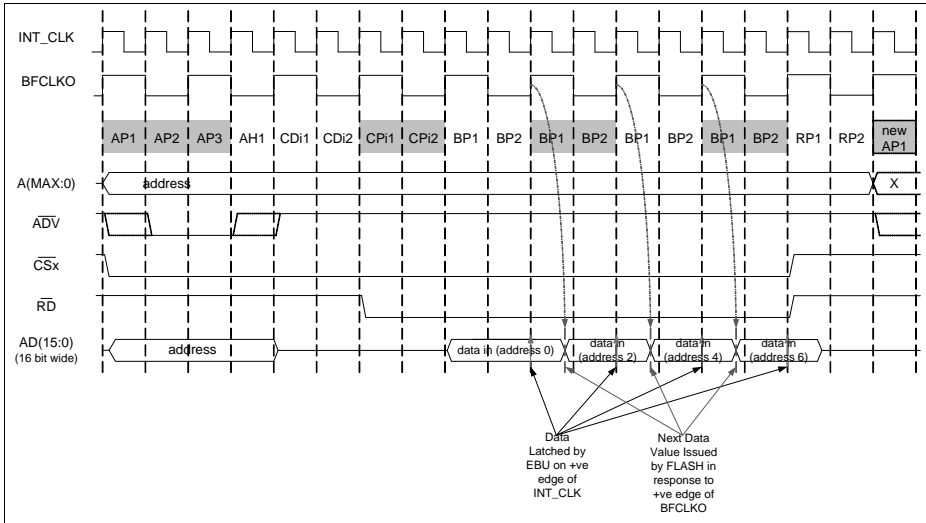 INT_CLK
BFCLKO
AP1 AP2 AP3 AH1 CDi1 CDi2 CPi1 CPi2 BP1 BP2 BP1 BP2 BP1 BP2 BP1 BP2 RP1 RP2 new AP1
A(MAX:0) address X
ADV
CSx
RD
AD(15:0)
(16 bit wide)
address
data in (address 0)
data in
(address 2)
data in
(address 4)
data in
(address 6)
Data
Latched by
EBU on +ve
edge of
INT_CLK
Next Data
Value Issued
by FLASH in
response to
+ve edge of
BFCLKO